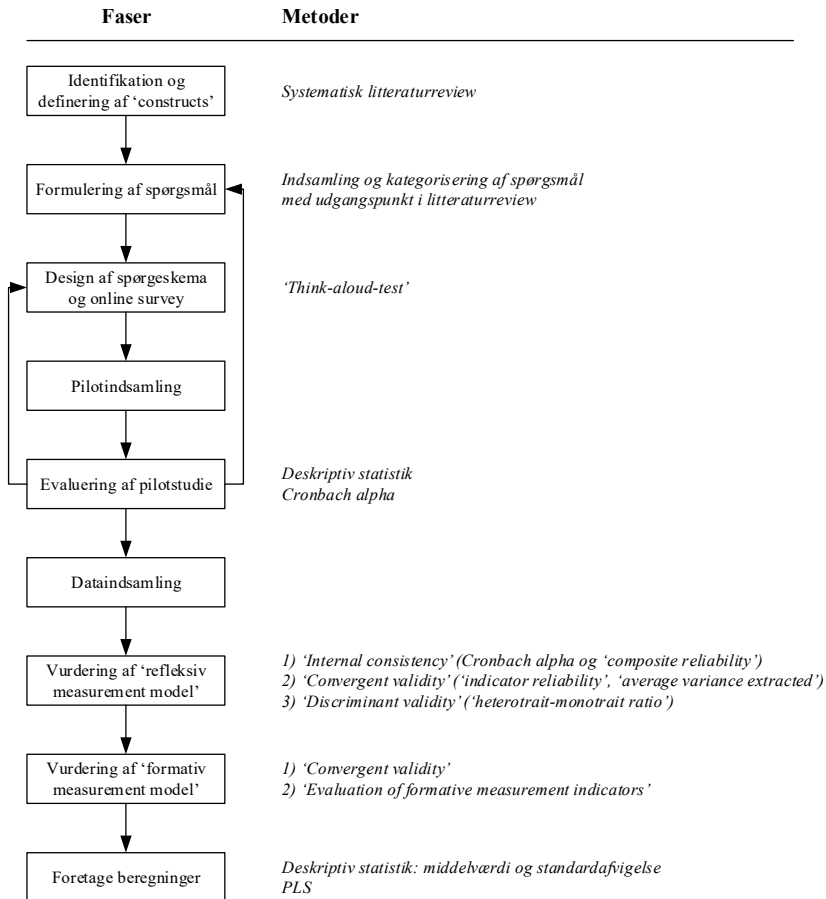 Faser Metoder
Identifikation og
definering af ‘constructs’
Systematisk litteraturreview
Formulering af spørgsmål
Indsamling og kategorisering af spørgsmål
med udgangspunkt i litteraturreview
Design af spørgeskema
og online survey
‘Think-aloud-test’
Pilotindsamling
Evaluering af pilotstudie
Deskriptiv statistik
Cronbach alpha
Dataindsamling
Vurdering af ‘refleksiv
measurement model’
1) ‘Internal consistency’ (Cronbach alpha og ‘composite reliability’)
2) ‘Convergent validity’ (‘indicator reliability’, ‘average variance extracted’)
3) ‘Discriminant validity’ (‘heterotrait-monotrait ratio’)
Vurdering af ‘formativ
measurement model’
1) ‘Convergent validity’
2) ‘Evaluation of formative measurement indicators’
Foretage beregninger
Deskriptiv statistik: middelværdi og standardafvigelse
PLS